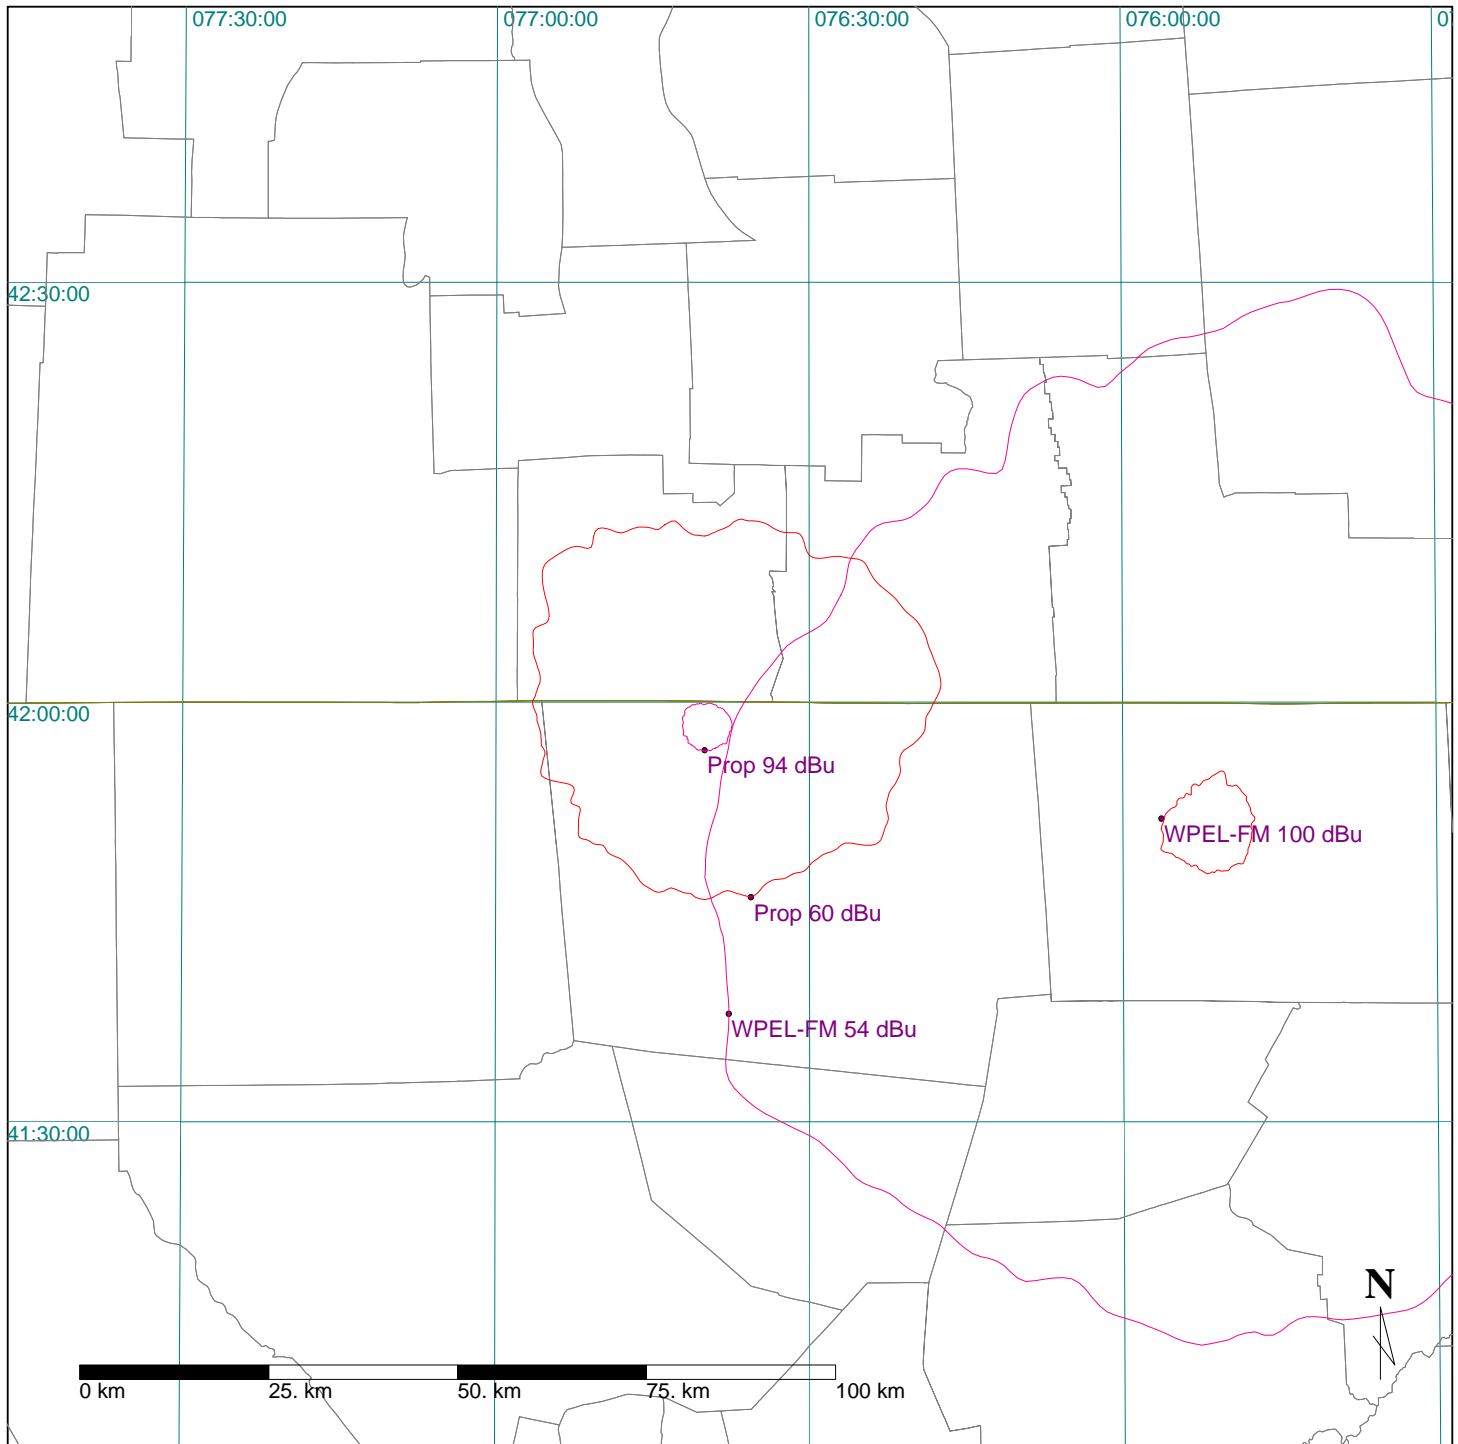 077:30:00
077:00:00
076:30:00
076:00:00
42:30:00
42:00:00
Prop 94 dBu
WPEL-FM 100 dBu
Prop 60 dBu
WPEL-FM 54 dBu
41:30:00
N
0 km
25. km
50. km
75. km
100 km